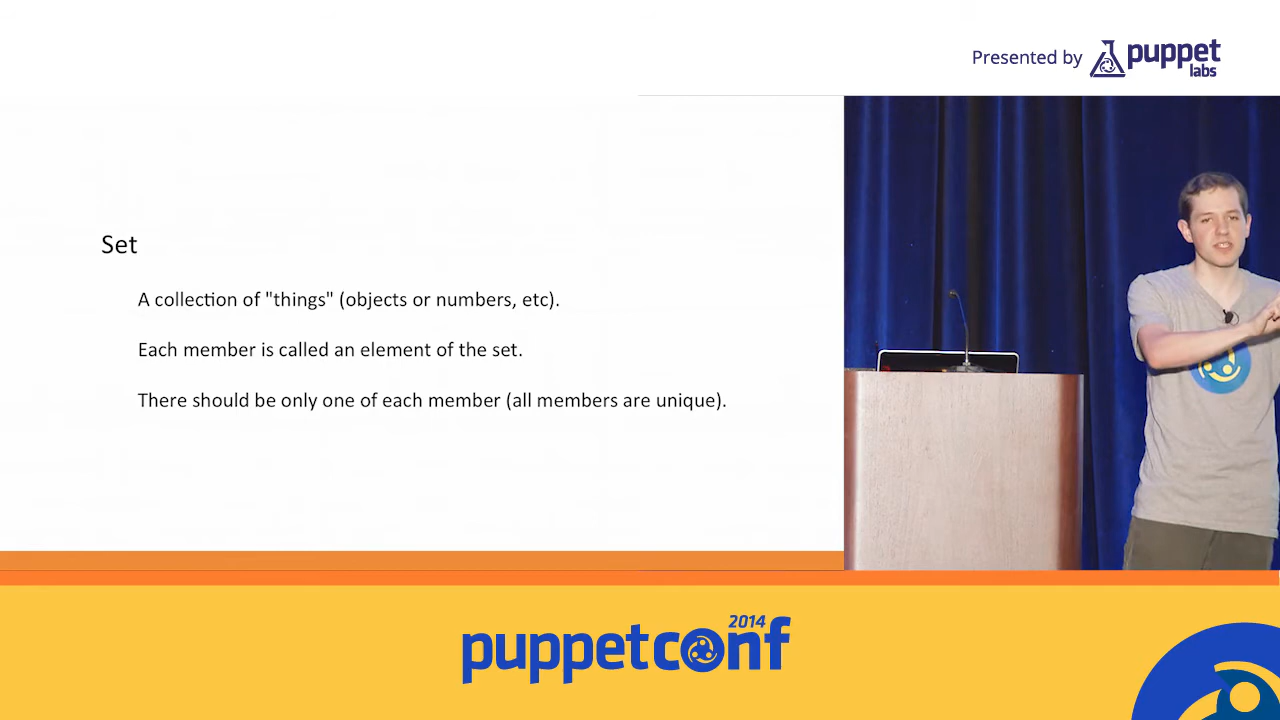 Presented by puppet labs
Set
A collection of "things" (objects or numbers, etc).
Each member is called an element of the set.
There should be only one of each member (all members are unique).
2014
puppetconf